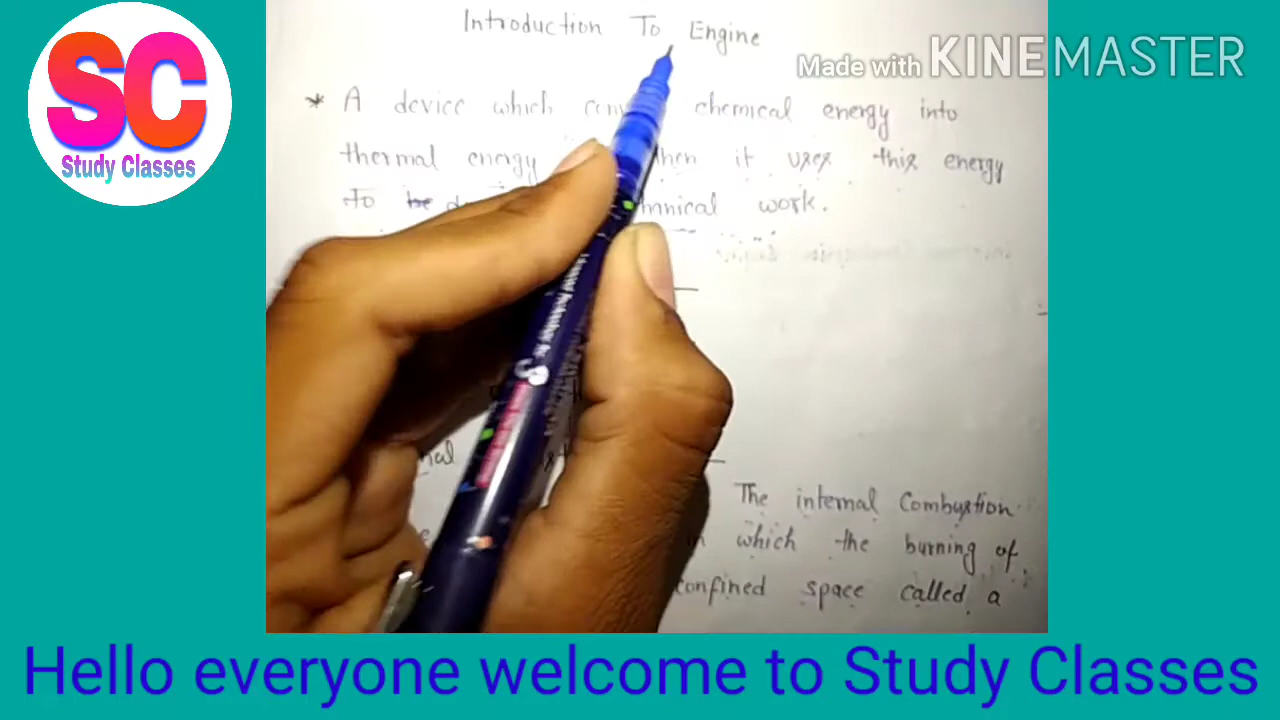 SC
Study Classes
Made with KINEMASTER
Introduction To Engine
* A device which chemical energy into
thermal energy then it uses this energy
To be work.
The internal Combustion
which the burning of
confined space called a
Hello everyone welcome to Study Classes